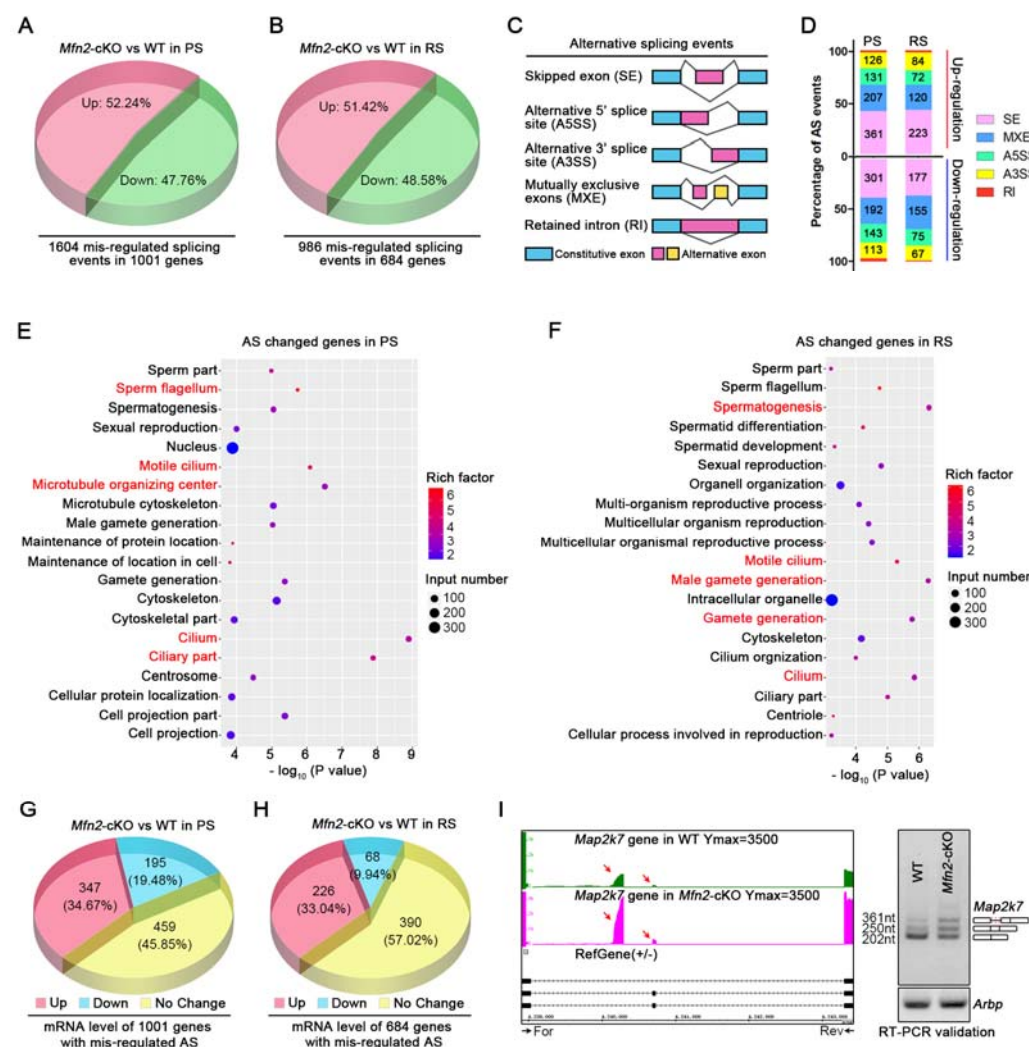 A
Mfn2-cKO vs WT in PS
Up: 52.24%
Down: 47.76%
1604 mis-regulated splicing
events in 1001 genes
B
Mfn2-cKO vs WT in RS
Up: 51.42%
Down: 48.58%
986 mis-regulated splicing
events in 684 genes
C
Alternative splicing events
Skipped exon (SE)
Alternative 5' splice
site (A5SS)
Alternative 3' splice
site (A3SS)
Mutually exclusive
exons (MXE)
Retained intron (RI)
Constitutive exon
Alternative exon
D
PS RS
Percentage of AS events
100
50
0
50
100
126 84
131 72
207 120
361 223
301 177
192 155
143 75
113 67
Up-regulation
Down-regulation
SE
MXE
A5SS
A3SS
RI
E
AS changed genes in PS
Sperm part
Sperm flagellum
Spermatogenesis
Sexual reproduction
Nucleus
Motile cilium
Microtubule organizing center
Microtubule cytoskeleton
Male gamete generation
Maintenance of protein location
Maintenance of location in cell
Gamete generation
Cytoskeleton
Cytoskeletal part
Cilium
Ciliary part
Centrosome
Cellular protein localization
Cell projection part
Cell projection
4 5 6 7 8 9
- log10 (P value)
Rich factor
6
5
4
3
2
Input number
100
200
300
F
AS changed genes in RS
Sperm part
Sperm flagellum
Spermatogenesis
Spermatid differentiation
Spermatid development
Sexual reproduction
Organell organization
Multi-organism reproductive process
Multicellular organism reproduction
Multicellular organismal reproductive process
Motile cilium
Male gamete generation
Intracellular organelle
Gamete generation
Cytoskeleton
Cilium orgnization
Cilium
Ciliary part
Centriole
Cellular process involved in reproduction
4 5 6
- log10 (P value)
Rich factor
6
5
4
3
2
Input number
100
200
300
G
Mfn2-cKO vs WT in PS
347
(34.67%)
195
(19.48%)
459
(45.85%)
Up Down No Change
mRNA level of 1001 genes
with mis-regulated AS
H
Mfn2-cKO vs WT in RS
226
(33.04%)
68
(9.94%)
390
(57.02%)
Up Down No Change
mRNA level of 684 genes
with mis-regulated AS
I
Map2k7 gene in WT Ymax=3500
Map2k7 gene in Mfn2-cKO Ymax=3500
RefGene(+/-)
For
Rev
WT
Mfn2-cKO
Map2k7
361nt
250nt
202nt
Arbp
RT-PCR validation